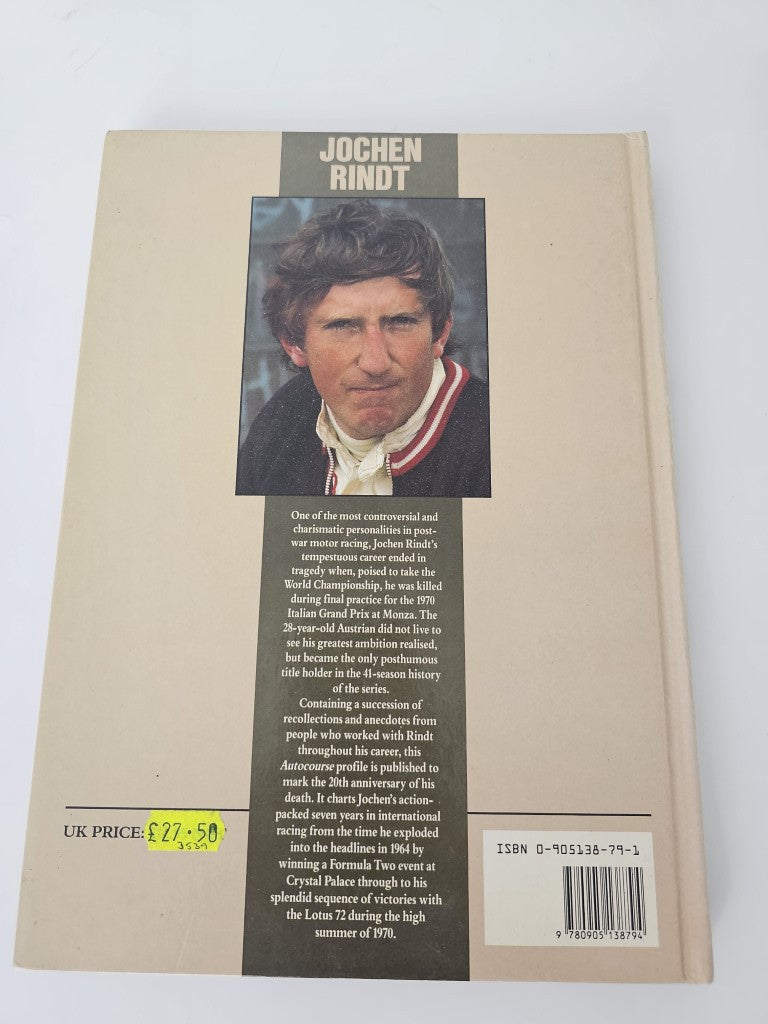 JOCHEN
RINDT
One of the most controversial and
charismatic personalities in post-
war motor racing, Jochen Rindt's
tempestuous career ended in
tragedy when, poised to take the
World Championship, he was killed
during final practice for the 1970
Italian Grand Prix at Monza. The
28-year-old Austrian did not live to
see his greatest ambition realised,
but became the only posthumous
title holder in the 41-season history
of the series.
Containing a succession of
recollections and anecdotes from
people who worked with Rindt
throughout his career, this
Autocourse profile is published to
mark the 20th anniversary of his
death. It charts Jochen's action-
packed seven years in international
racing from the time he exploded
into the headlines in 1964 by
winning a Formula Two event at
Crystal Palace through to his
splendid sequence of victories with
the Lotus 72 during the high
summer of 1970.
UK PRICE: £27·50
3539
ISBN 0-905138-79-1
9 780905 138794